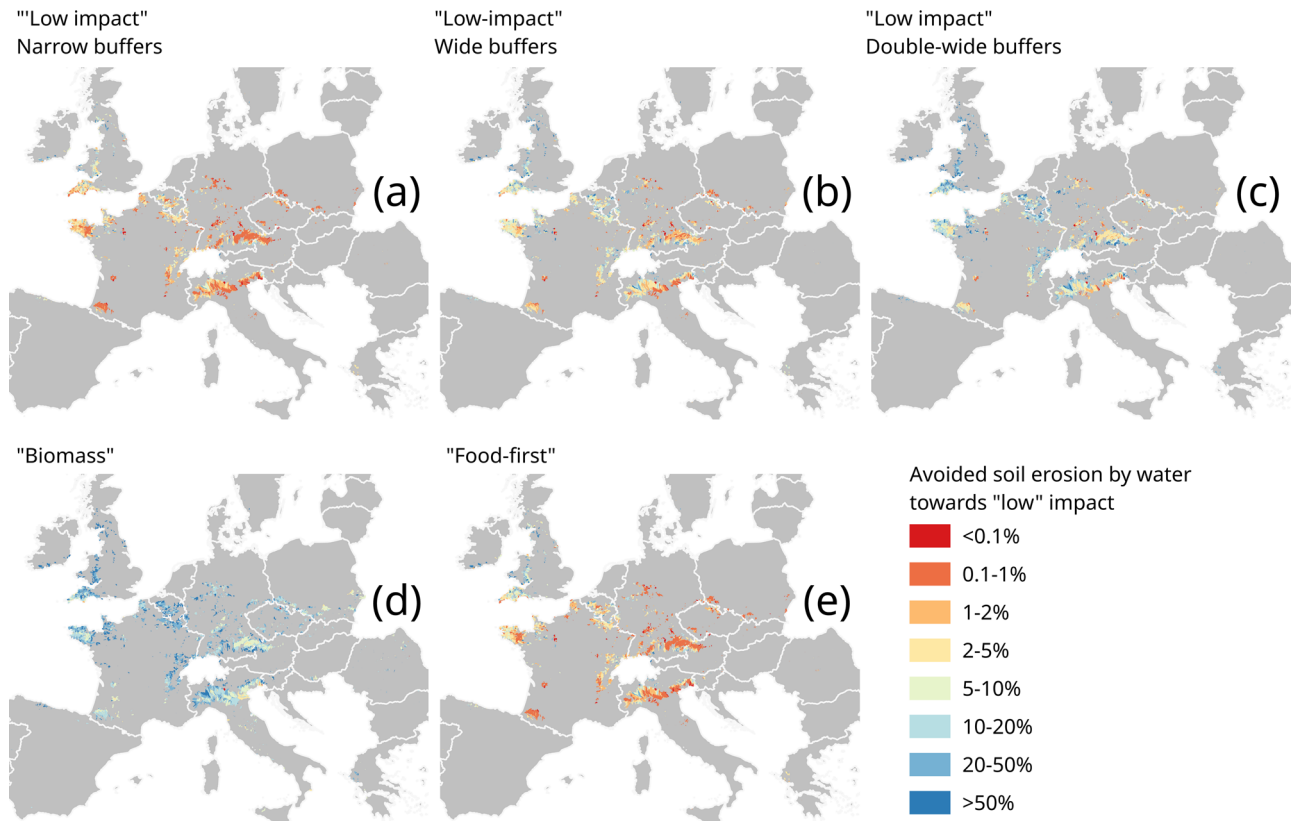 "'Low impact"
Narrow buffers
"Low-impact"
Wide buffers
"Low impact"
Double-wide buffers
(a)
(b)
(c)
"Biomass"
"Food-first"
(d)
(e)
Avoided soil erosion by water
towards "low" impact
<0.1%
0.1-1%
1-2%
2-5%
5-10%
10-20%
20-50%
>50%